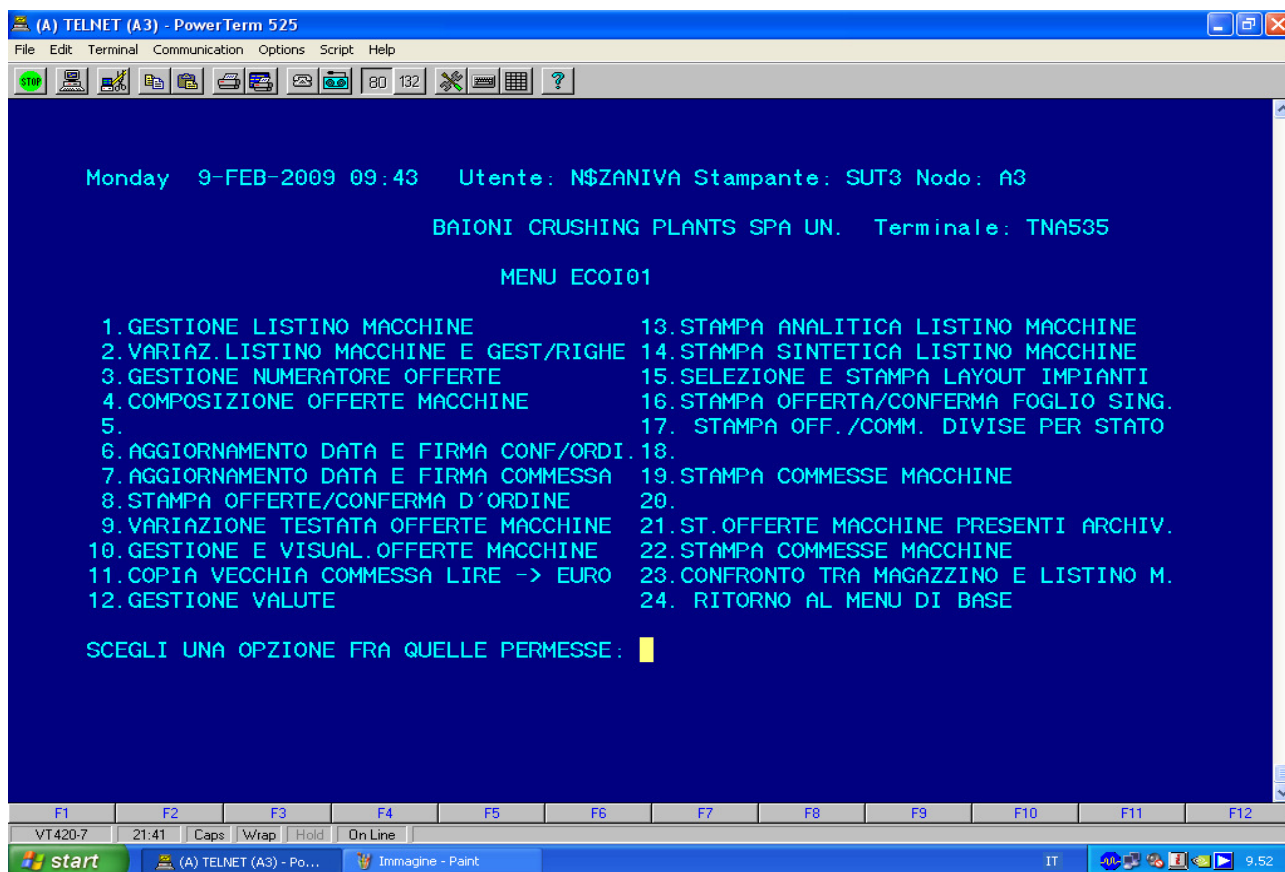 (A) TELNET (A3) - PowerTerm 525
File Edit Terminal Communication Options Script Help
STOP 80 132 ?
Monday 9-FEB-2009 09:43 Utente: N$ZANIVA Stampante: SUT3 Nodo: A3
BAIONI CRUSHING PLANTS SPA UN. Terminale: TNA535
MENU ECOI01
1.GESTIONE LISTINO MACCHINE 13.STAMPA ANALITICA LISTINO MACCHINE
2.VARIAZ.LISTINO MACCHINE E GEST/RIGHE 14.STAMPA SINTETICA LISTINO MACCHINE
3.GESTIONE NUMERATORE OFFERTE 15.SELEZIONE E STAMPA LAYOUT IMPIANTI
4.COMPOSIZIONE OFFERTE MACCHINE 16.STAMPA OFFERTA/CONFERMA FOGLIO SING.
5. 17. STAMPA OFF./COMM. DIVISE PER STATO
6.AGGIORNAMENTO DATA E FIRMA CONF/ORDI.18.
7.AGGIORNAMENTO DATA E FIRMA COMMESSA 19.STAMPA COMMESSE MACCHINE
8.STAMPA OFFERTE/CONFERMA D'ORDINE 20.
9.VARIAZIONE TESTATA OFFERTE MACCHINE 21.ST.OFFERTE MACCHINE PRESENTI ARCHIV.
10.GESTIONE E VISUAL.OFFERTE MACCHINE 22.STAMPA COMMESSE MACCHINE
11.COPIA VECCHIA COMMESSA LIRE -> EURO 23.CONFRONTO TRA MAGAZZINO E LISTINO M.
12.GESTIONE VALUTE 24. RITORNO AL MENU DI BASE
SCEGLI UNA OPZIONE FRA QUELLE PERMESSE:
F1 F2 F3 F4 F5 F6 F7 F8 F9 F10 F11 F12
VT420-7 21:41 Caps Wrap Hold On Line
start (A) TELNET (A3) - Po... Immagine - Paint IT 9.52